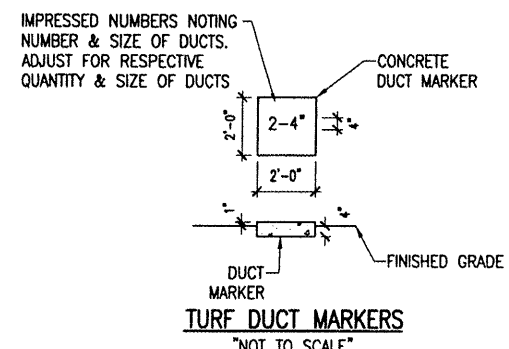 IMPRESSED NUMBERS NOTING
NUMBER & SIZE OF DUCTS.
ADJUST FOR RESPECTIVE
QUANTITY & SIZE OF DUCTS
CONCRETE
DUCT MARKER
2-4"
2'-0"
4"
2'-0"
1"
4"
FINISHED GRADE
DUCT
MARKER
TURF DUCT MARKERS
"NOT TO SCALE"